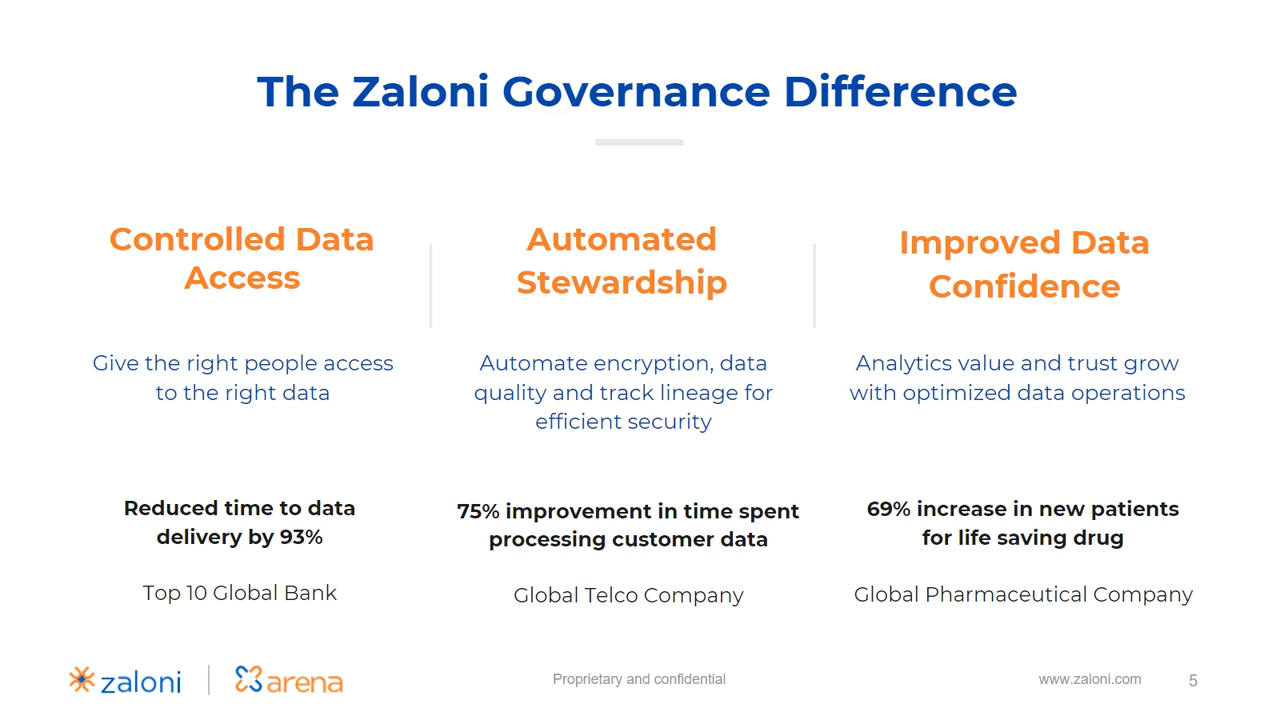 The Zaloni Governance Difference
Controlled Data
Access
Give the right people access
to the right data
Reduced time to data
delivery by 93%
Top 10 Global Bank
Automated
Stewardship
Automate encryption, data
quality and track lineage for
efficient security
75% improvement in time spent
processing customer data
Global Telco Company
Improved Data
Confidence
Analytics value and trust grow
with optimized data operations
69% increase in new patients
for life saving drug
Global Pharmaceutical Company
zaloni
arena
Proprietary and confidential
www.zaloni.com
5